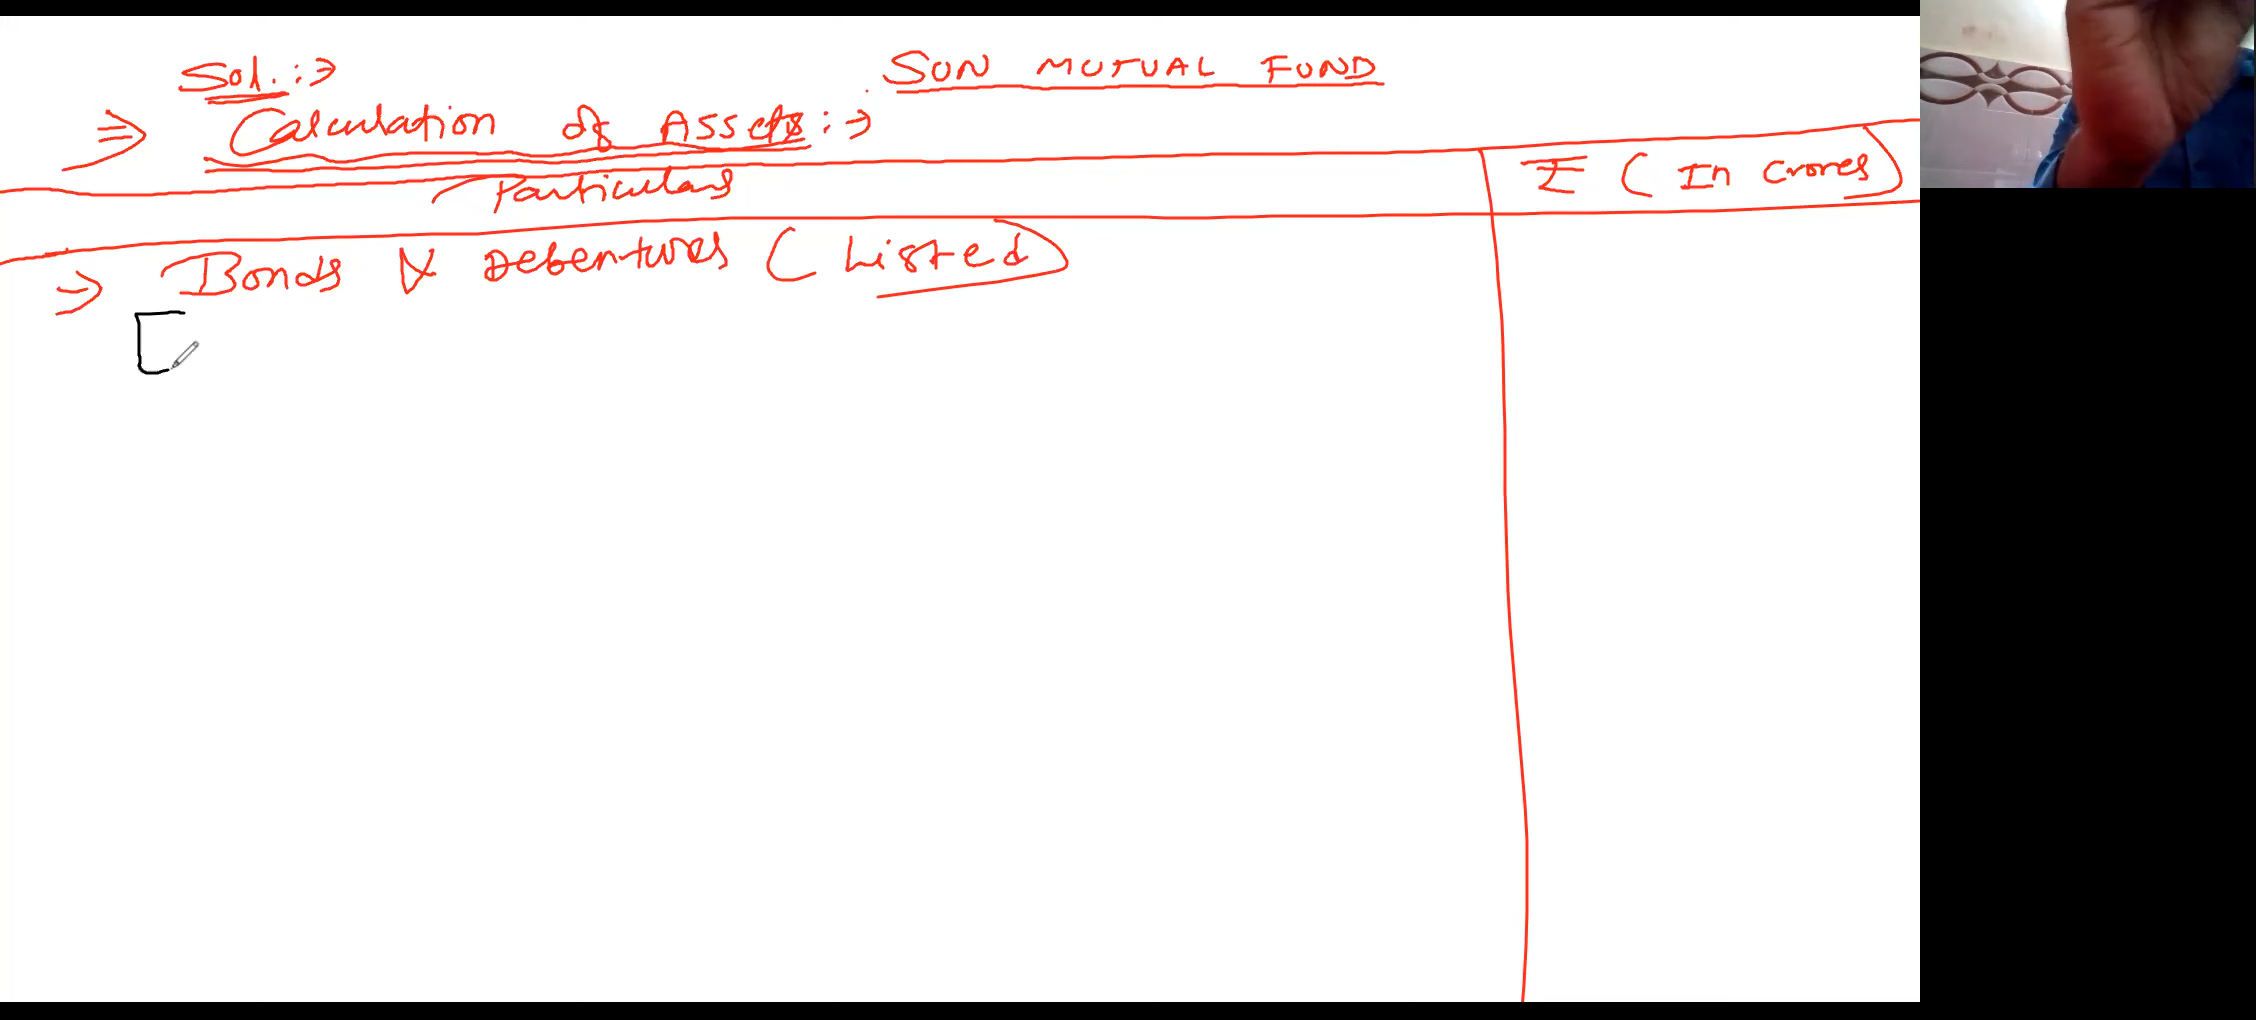 Sol. :→ SUN MUTUAL FUND
⇒ Calculation of Assets :→
Particulars ₹ (In Crores)
→ Bonds & Debentures (Listed)